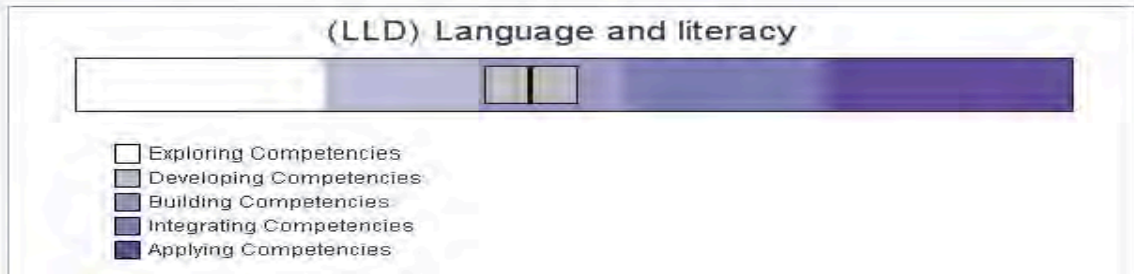 (LLD) Language and literacy
Exploring Competencies
Developing Competencies
Building Competencies
Integrating Competencies
Applying Competencies